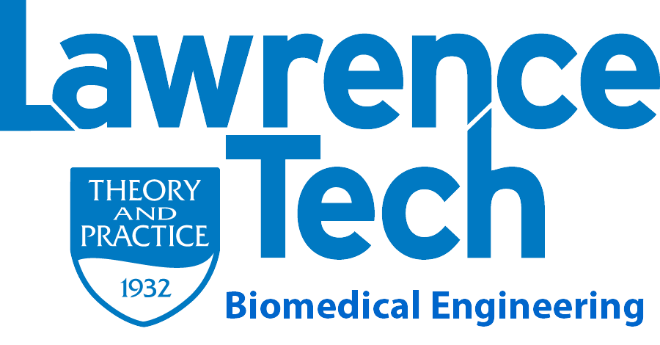 Lawrence
Tech
THEORY
AND
PRACTICE
1932
Biomedical Engineering